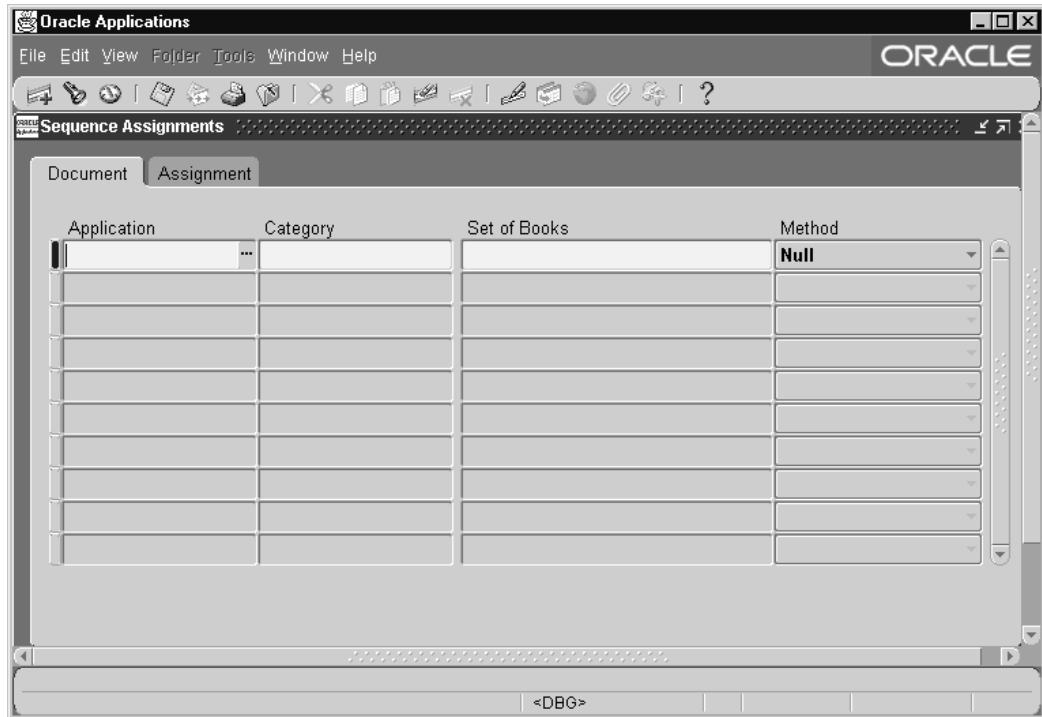 Oracle Applications
File Edit View Folder Tools Window Help
ORACLE
Sequence Assignments
Document Assignment
Application Category Set of Books Method
Null
<DBG>